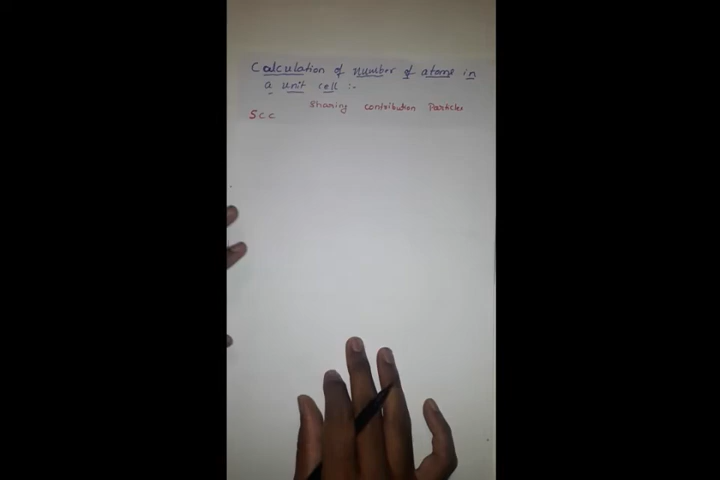 Calculation of number of atoms in
a unit cell :-
Sharing contribution Particles
SCC